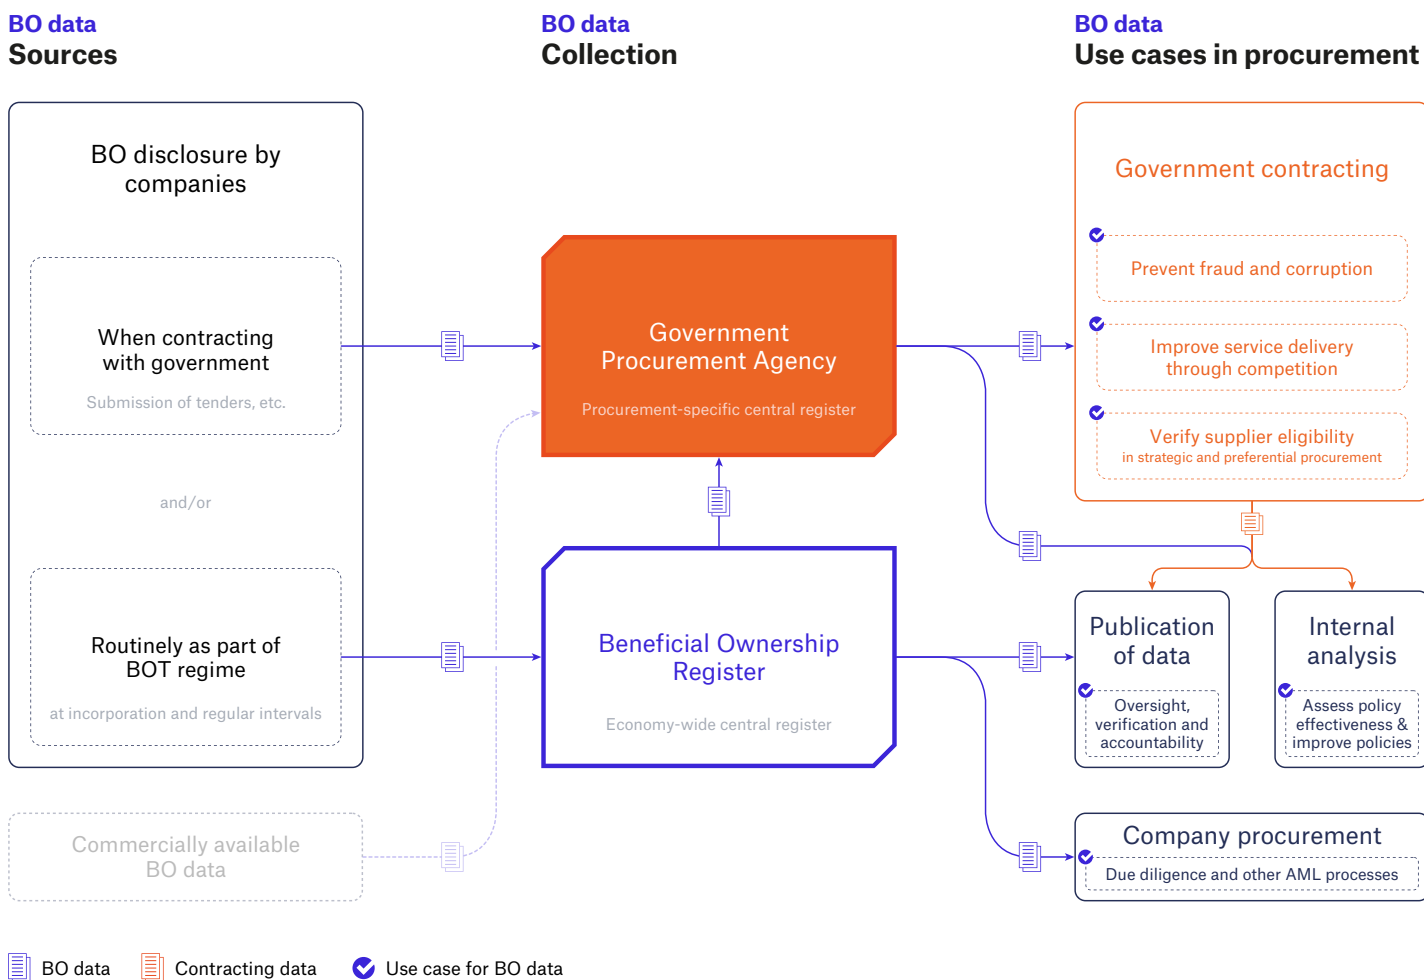 BO data
Sources
BO disclosure by
companies
When contracting
with government
Submission of tenders, etc.
and/or
Routinely as part of
BOT regime
at incorporation and regular intervals
Commercially available
BO data
BO data
Collection
Government
Procurement Agency
Procurement-specific central register
Beneficial Ownership
Register
Economy-wide central register
BO data
Use cases in procurement
Government contracting
Prevent fraud and corruption
Improve service delivery
through competition
Verify supplier eligibility
in strategic and preferential procurement
Publication
of data
Oversight,
verification and
accountability
Internal
analysis
Assess policy
effectiveness &
improve policies
Company procurement
Due diligence and other AML processes
BO data
Contracting data
Use case for BO data